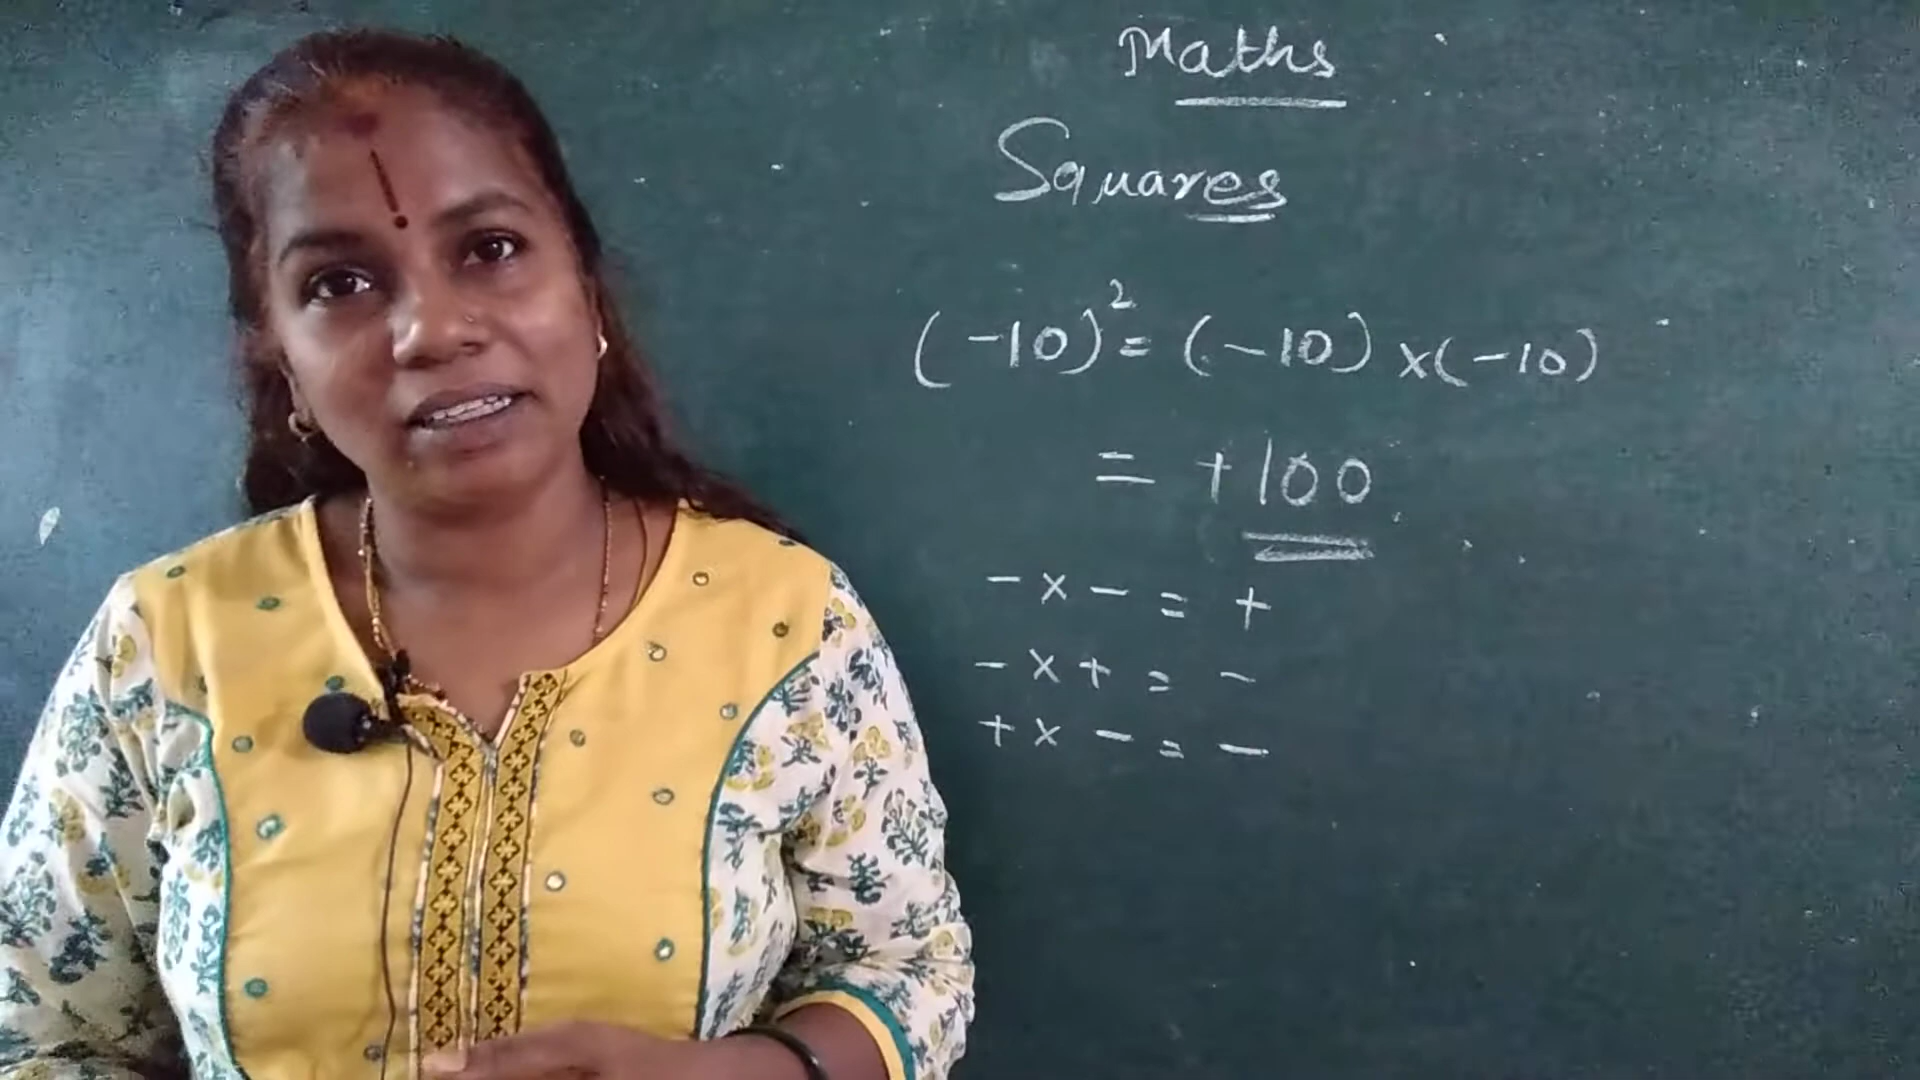 Maths
Squares
(-10)² = (-10) x (-10)
= +100
- x - = +
- x + = -
+ x - = -